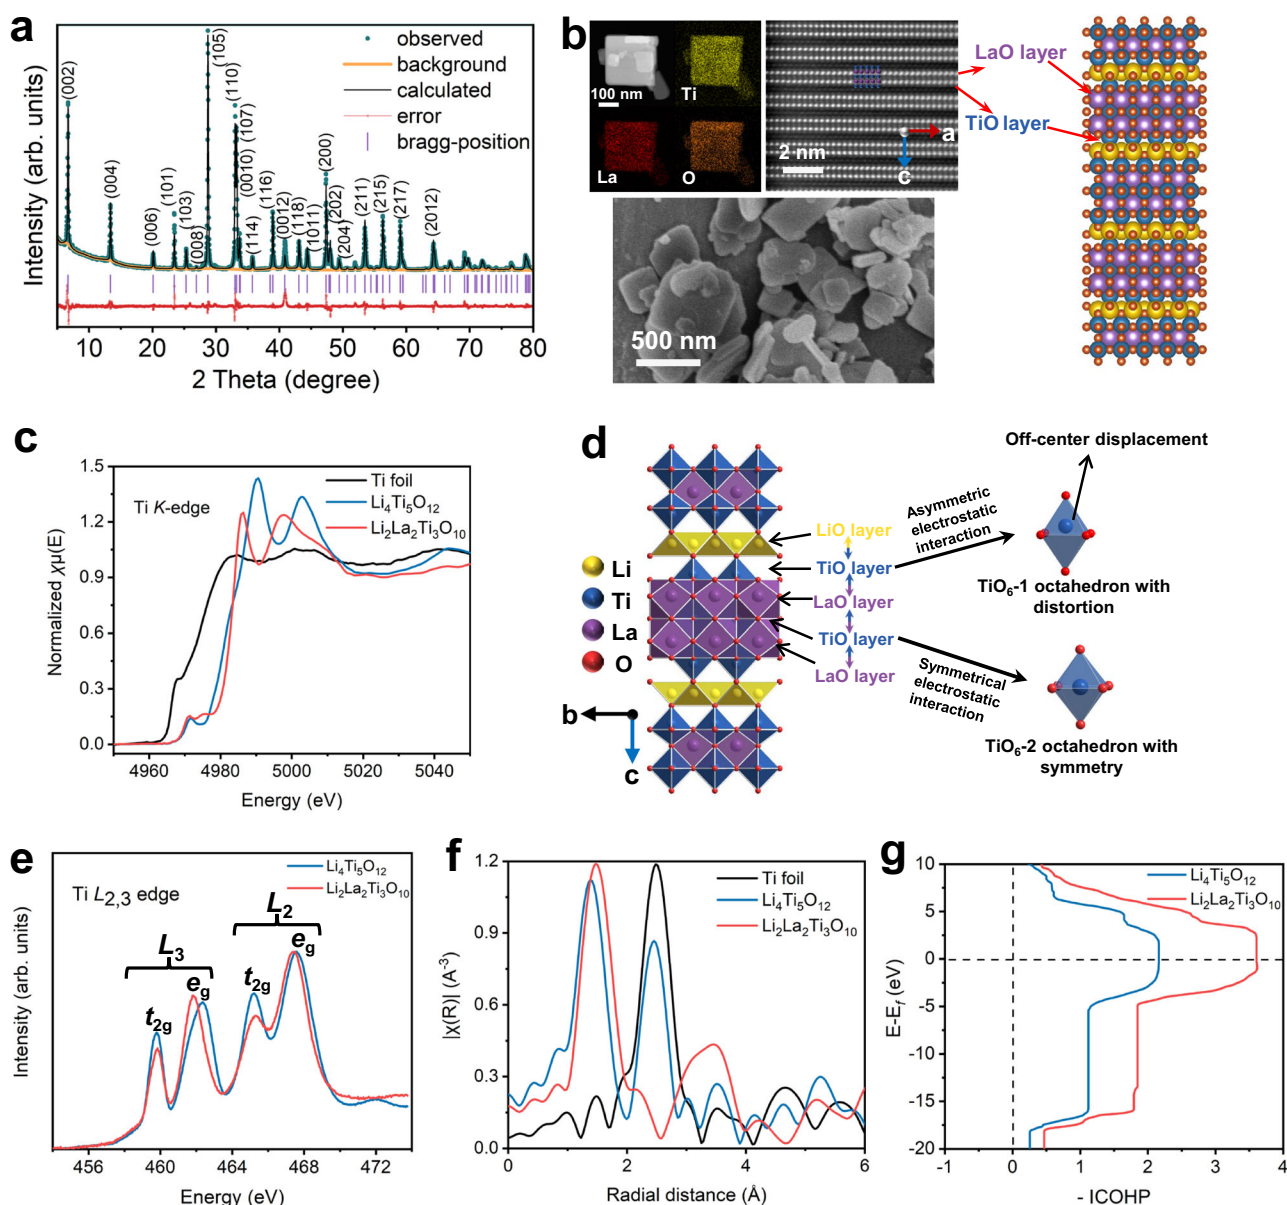 a
Intensity (arb. units)
observed
background
calculated
error
bragg-position
(002)
(004)
(006)
(101)
(103)
(008)
(105)
(110)
(107)
(0010)
(114)
(116)
(0012)
(118)
(1011)
(200)
(202)
(204)
(211)
(215)
(217)
(2012)
10 20 30 40 50 60 70 80
2 Theta (degree)
b
100 nm
Ti
La
O
2 nm
a
c
500 nm
LaO layer
TiO layer
c
Normalized χμ(E)
1.5
1.2
0.9
0.6
0.3
0.0
Ti K-edge
Ti foil
Li₄Ti₅O₁₂
Li₂La₂Ti₃O₁₀
4960 4980 5000 5020 5040
Energy (eV)
d
Li
Ti
La
O
b
c
LiO layer
TiO layer
LaO layer
TiO layer
LaO layer
Asymmetric
electrostatic
interaction
Symmetrical
electrostatic
interaction
Off-center displacement
TiO₆-1 octahedron with
distortion
TiO₆-2 octahedron with
symmetry
e
Intensity (arb. units)
Ti L₂,₃ edge
Li₄Ti₅O₁₂
Li₂La₂Ti₃O₁₀
L₃
L₂
t₂g
eg
t₂g
eg
456 460 464 468 472
Energy (eV)
f
|χ(R)| (A⁻³)
1.2
0.9
0.6
0.3
0.0
Ti foil
Li₄Ti₅O₁₂
Li₂La₂Ti₃O₁₀
0 2 4 6
Radial distance (Å)
g
E-Ef (eV)
10
5
0
-5
-10
-15
-20
Li₄Ti₅O₁₂
Li₂La₂Ti₃O₁₀
-1 0 1 2 3 4
- ICOHP